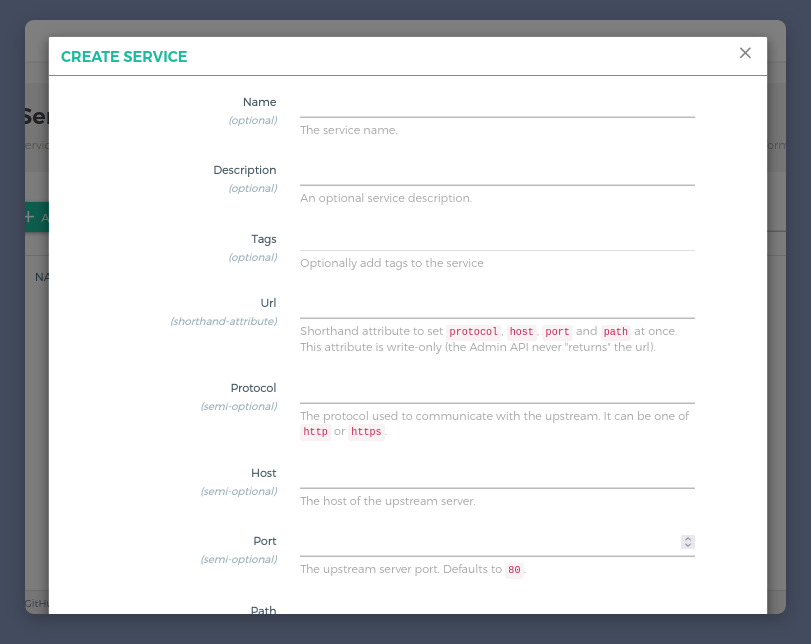 CREATE SERVICE
Name
(optional)
The service name.
Description
(optional)
An optional service description.
Tags
(optional)
Optionally add tags to the service
Url
(shorthand-attribute)
Shorthand attribute to set protocol, host, port and path at once.
This attribute is write-only (the Admin API never "returns" the url).
Protocol
(semi-optional)
The protocol used to communicate with the upstream. It can be one of
http or https.
Host
(semi-optional)
The host of the upstream server.
Port
(semi-optional)
The upstream server port. Defaults to 80.
Path